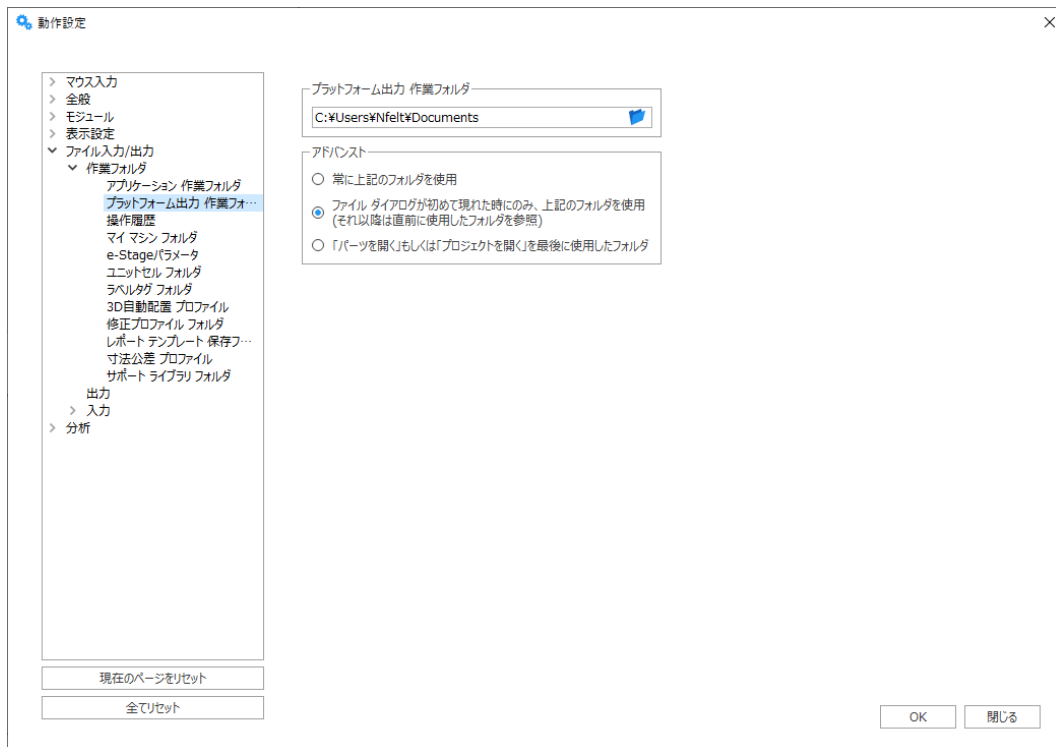 動作設定
マウス入力
全般
モジュール
表示設定
ファイル入力/出力
作業フォルダ
アプリケーション 作業フォルダ
プラットフォーム出力 作業フォ…
操作履歴
マイ マシン フォルダ
e-Stageパラメータ
ユニットセル フォルダ
ラベルタグ フォルダ
3D自動配置 プロファイル
修正プロファイル フォルダ
レポート テンプレート 保存フ…
寸法公差 プロファイル
サポート ライブラリ フォルダ
出力
入力
分析
現在のページをリセット
全てリセット
プラットフォーム出力 作業フォルダ
C:¥Users¥Nfelt¥Documents
アドバンスト
常に上記のフォルダを使用
ファイル ダイアログが初めて現れた時にのみ、上記のフォルダを使用
(それ以降は直前に使用したフォルダを参照)
「パーツを開く」もしくは「プロジェクトを開く」を最後に使用したフォルダ
OK
閉じる